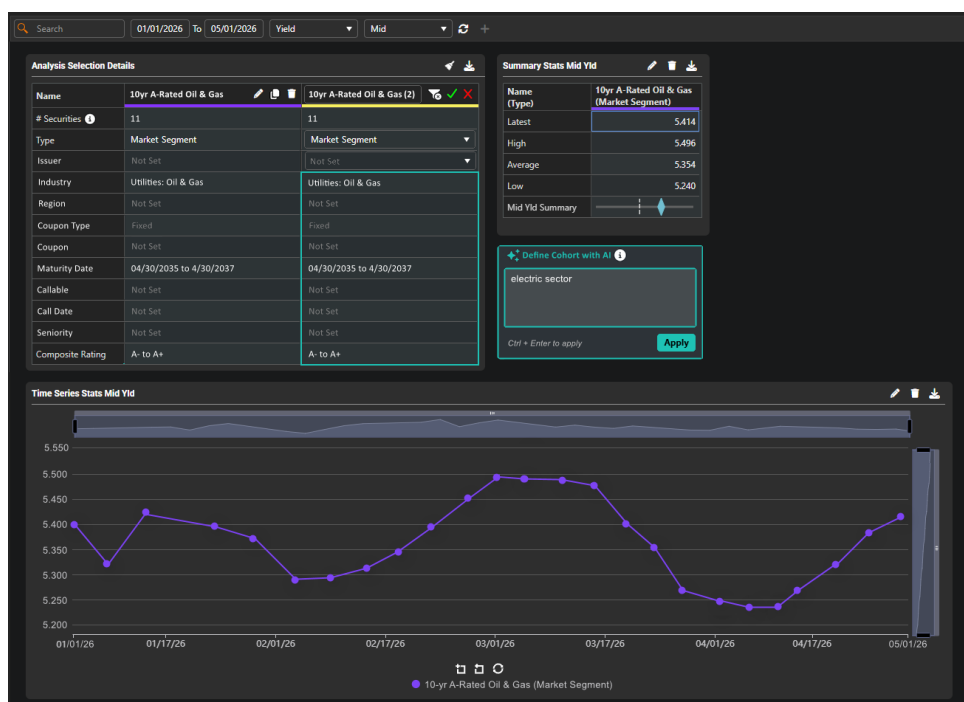 Search 01/01/2026 To 05/01/2026 Yield Mid
Analysis Selection Details
Name 10yr A-Rated Oil & Gas 10yr A-Rated Oil & Gas (2)
# Securities 11 11
Type Market Segment Market Segment
Issuer Not Set Not Set
Industry Utilities: Oil & Gas Utilities: Oil & Gas
Region Not Set Not Set
Coupon Type Fixed Fixed
Coupon Not Set Not Set
Maturity Date 04/30/2035 to 4/30/2037 04/30/2035 to 4/30/2037
Callable Not Set Not Set
Call Date Not Set Not Set
Seniority Not Set Not Set
Composite Rating A- to A+ A- to A+
Summary Stats Mid Yld
Name
(Type)
10yr A-Rated Oil & Gas
(Market Segment)
Latest 5.414
High 5.496
Average 5.354
Low 5.240
Mid Yld Summary
Define Cohort with AI
electric sector
Ctrl + Enter to apply Apply
Time Series Stats Mid Yld
5.550
5.500
5.450
5.400
5.350
5.300
5.250
5.200
01/01/26 01/17/26 02/01/26 02/17/26 03/01/26 03/17/26 04/01/26 04/17/26 05/01/26
10-yr A-Rated Oil & Gas (Market Segment)